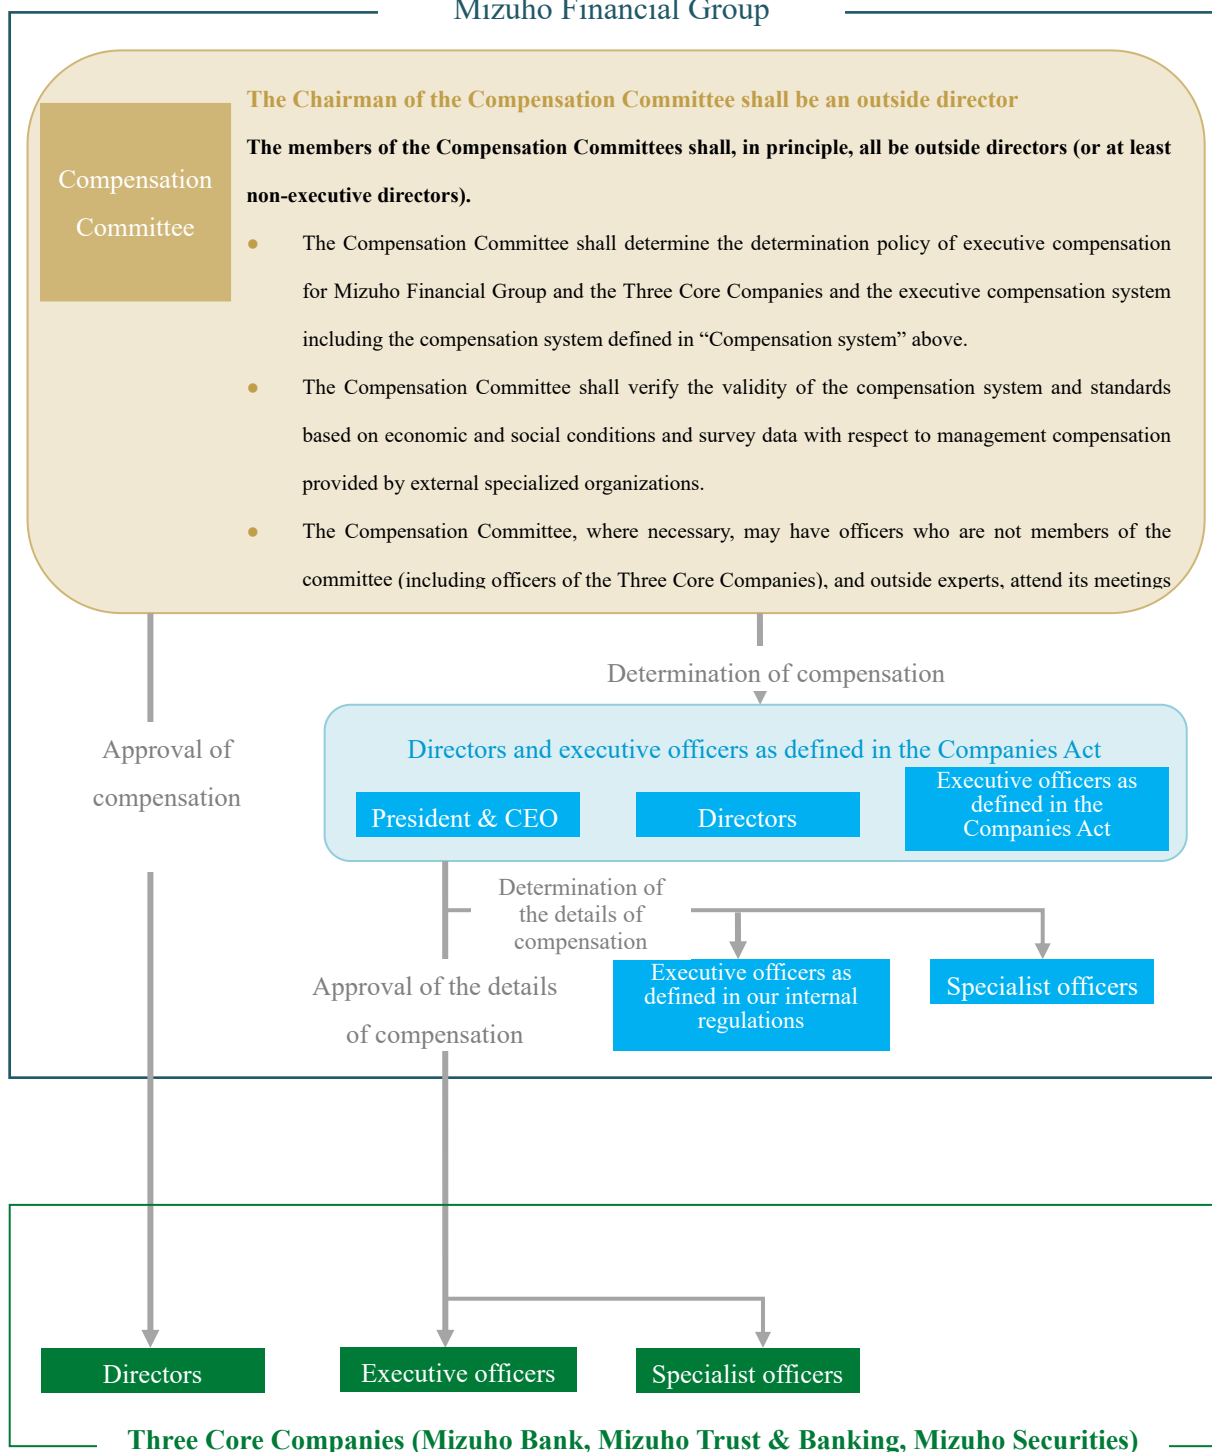 Mizuho Financial Group
The Chairman of the Compensation Committee shall be an outside director
The members of the Compensation Committees shall, in principle, all be outside directors (or at least
non-executive directors).
Compensation
Committee
● The Compensation Committee shall determine the determination policy of executive compensation
for Mizuho Financial Group and the Three Core Companies and the executive compensation system
including the compensation system defined in “Compensation system” above.
● The Compensation Committee shall verify the validity of the compensation system and standards
based on economic and social conditions and survey data with respect to management compensation
provided by external specialized organizations.
● The Compensation Committee, where necessary, may have officers who are not members of the
committee (including officers of the Three Core Companies), and outside experts, attend its meetings
Determination of compensation
Approval of
compensation
Directors and executive officers as defined in the Companies Act
President & CEO
Directors
Executive officers as
defined in the
Companies Act
Determination of
the details of
compensation
Approval of the details
of compensation
Executive officers as
defined in our internal
regulations
Specialist officers
Directors
Executive officers
Specialist officers
Three Core Companies (Mizuho Bank, Mizuho Trust & Banking, Mizuho Securities)